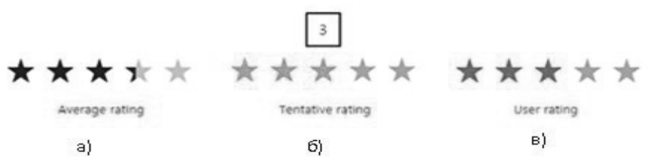 3
Average rating
Tentative rating
User rating
а)
б)
в)